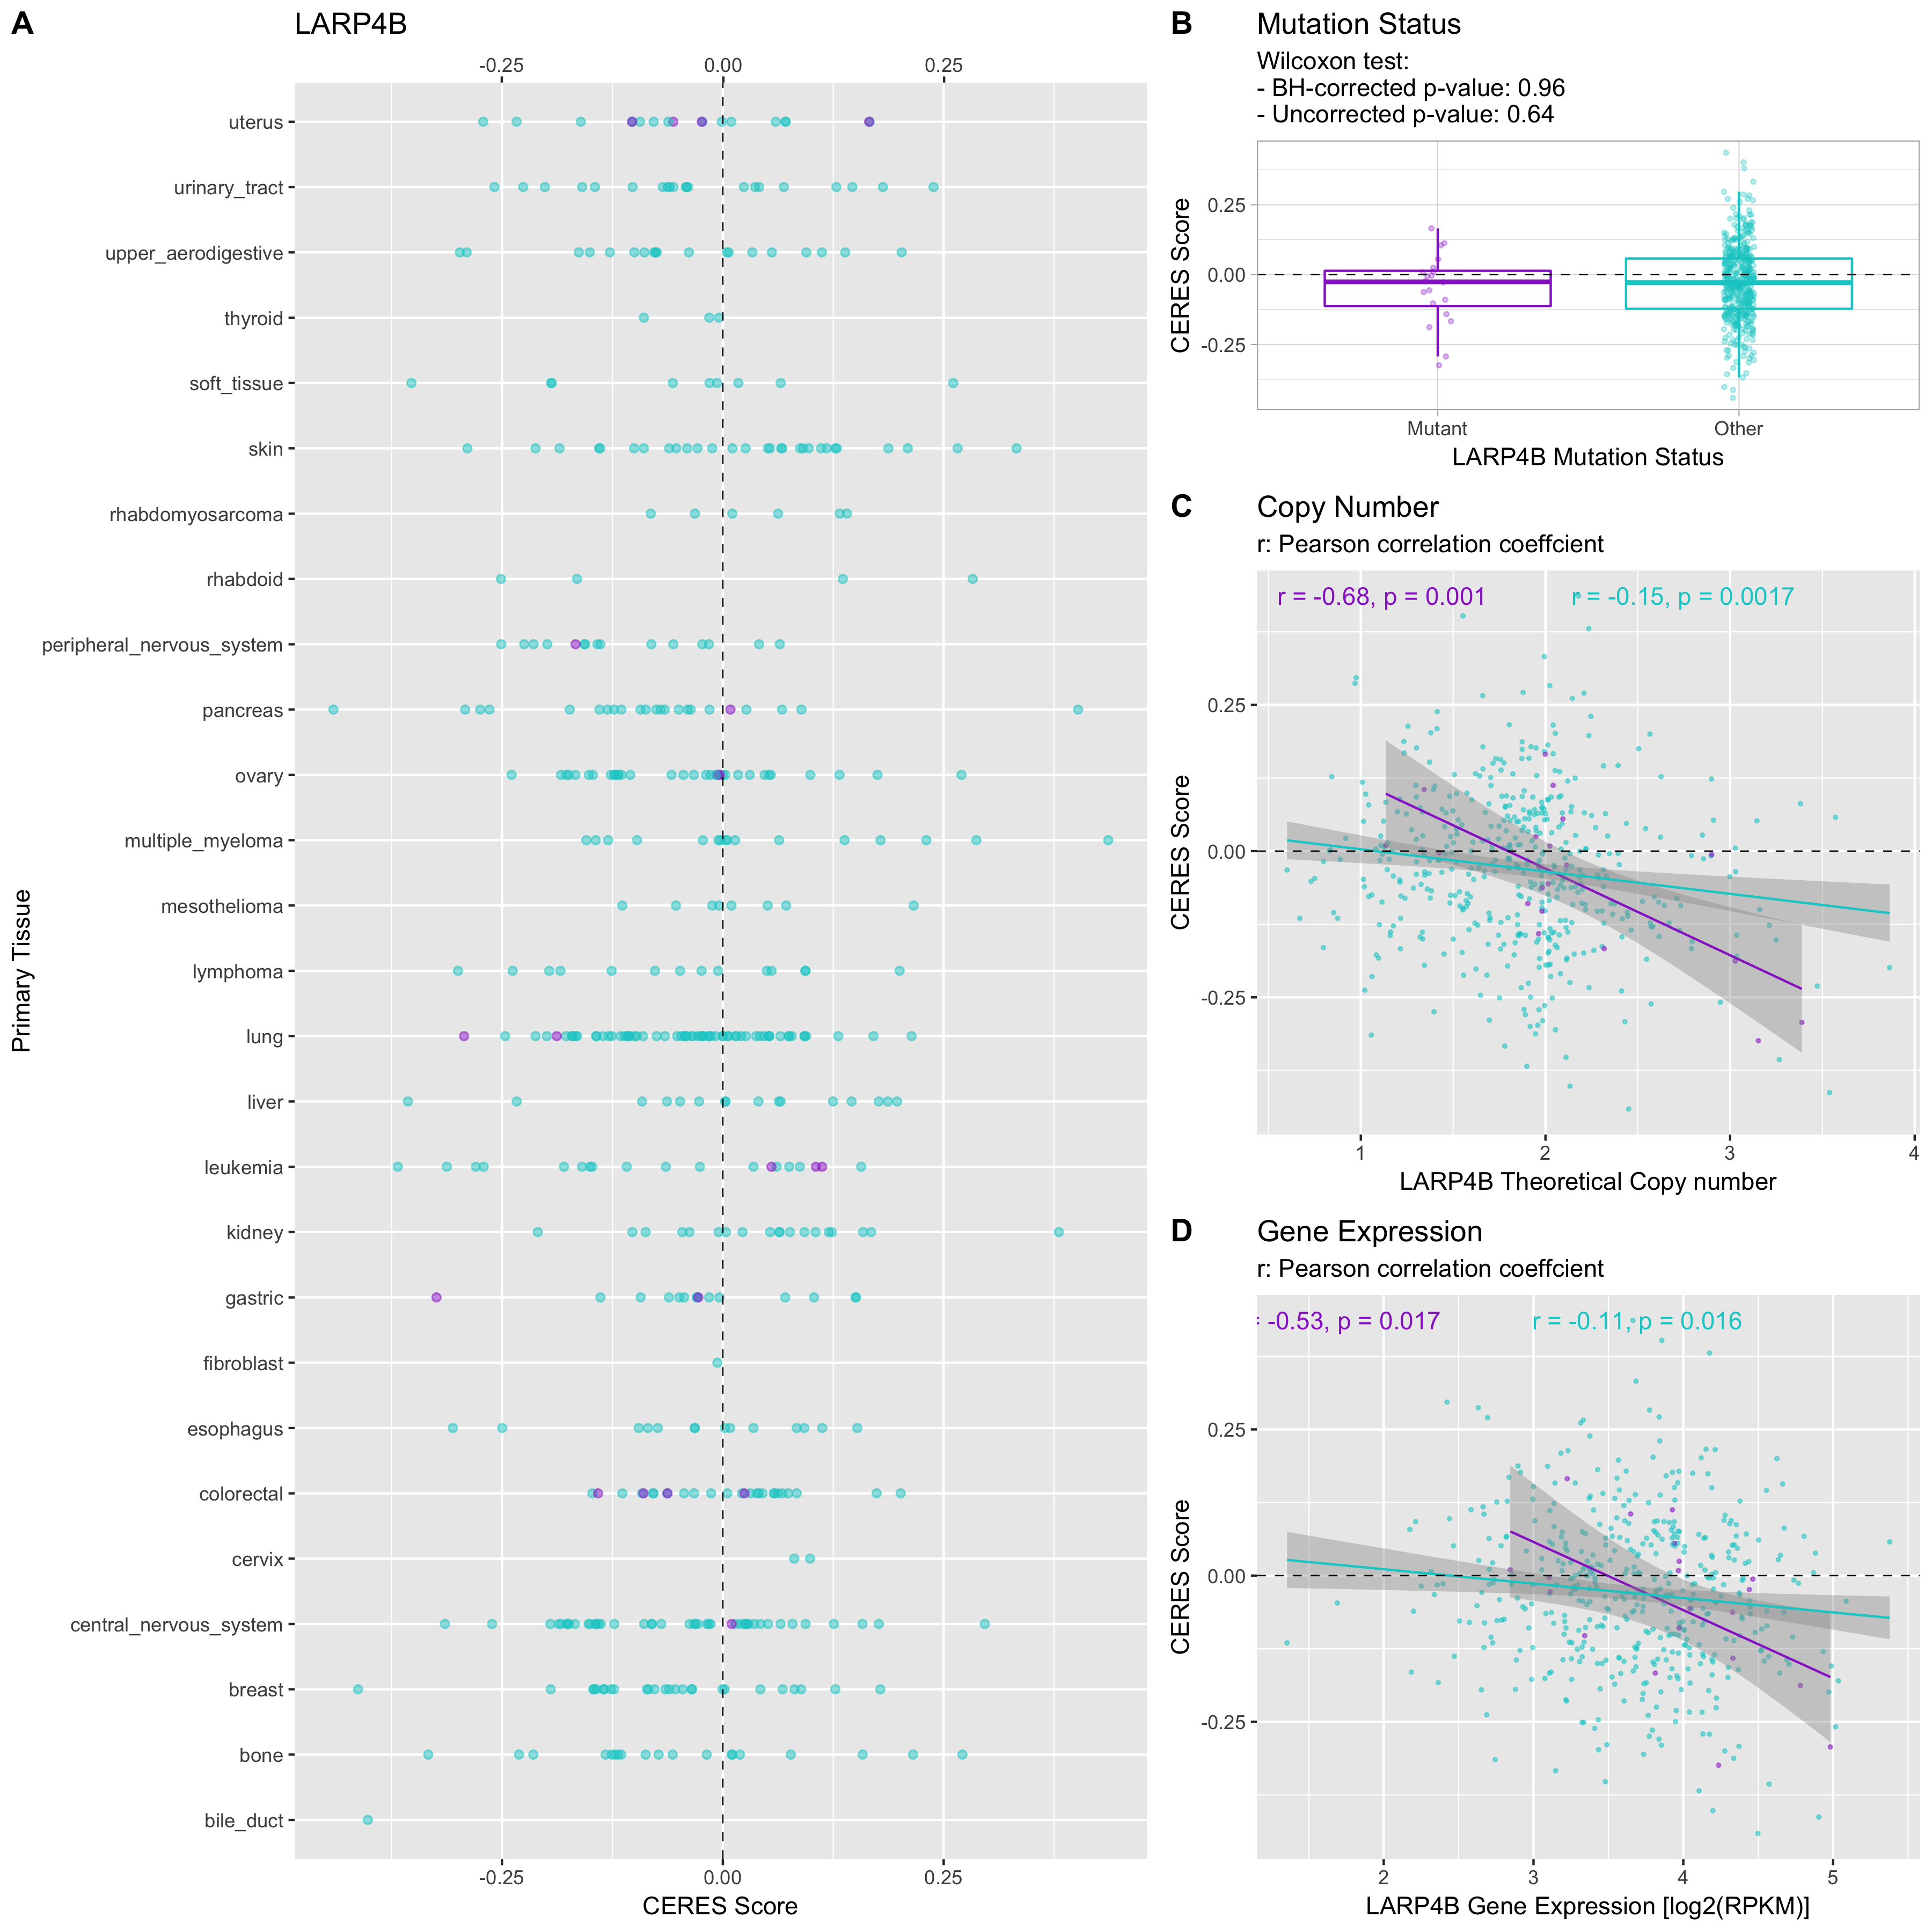 A
LARP4B
-0.25 0.00 0.25
Primary Tissue
uterus
urinary_tract
upper_aerodigestive
thyroid
soft_tissue
skin
rhabdomyosarcoma
rhabdoid
peripheral_nervous_system
pancreas
ovary
multiple_myeloma
mesothelioma
lymphoma
lung
liver
leukemia
kidney
gastric
fibroblast
esophagus
colorectal
cervix
central_nervous_system
breast
bone
bile_duct
-0.25 0.00 0.25
CERES Score
B
Mutation Status
Wilcoxon test:
- BH-corrected p-value: 0.96
- Uncorrected p-value: 0.64
CERES Score
0.25
0.00
-0.25
Mutant Other
LARP4B Mutation Status
C
Copy Number
r: Pearson correlation coeffcient
r = -0.68, p = 0.001 r = -0.15, p = 0.0017
CERES Score
0.25
0.00
-0.25
1 2 3 4
LARP4B Theoretical Copy number
D
Gene Expression
r: Pearson correlation coeffcient
= -0.53, p = 0.017 r = -0.11, p = 0.016
CERES Score
0.25
0.00
-0.25
2 3 4 5
LARP4B Gene Expression [log2(RPKM)]